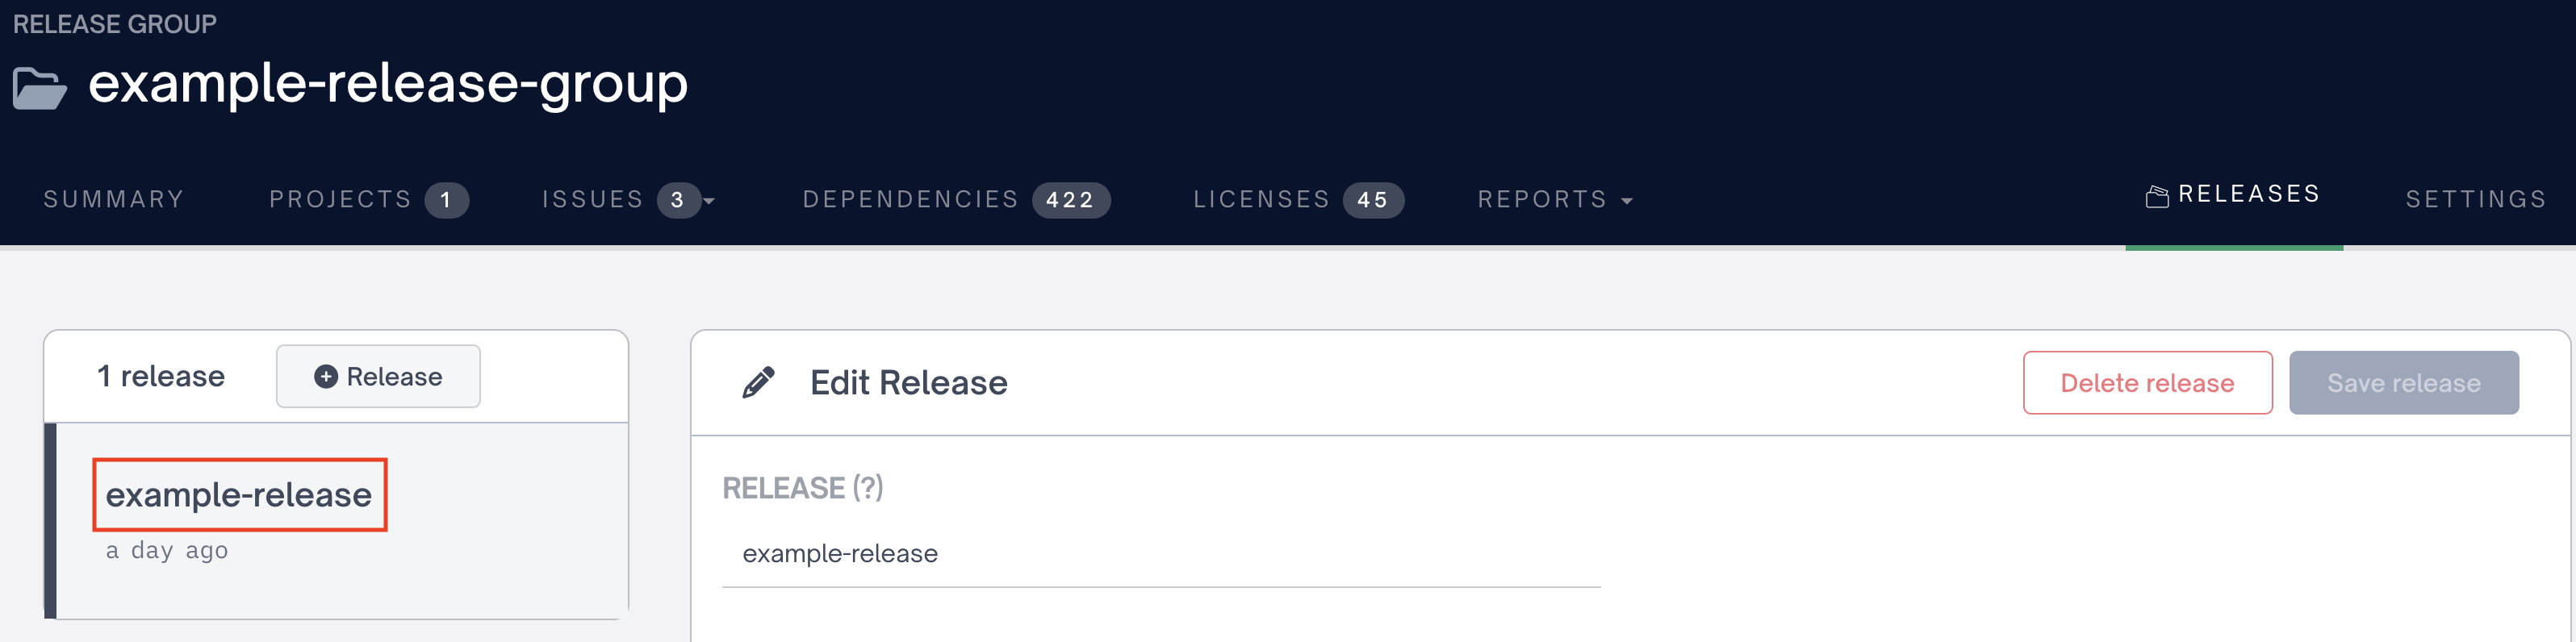 RELEASE GROUP
example-release-group
SUMMARY PROJECTS 1 ISSUES 3 DEPENDENCIES 422 LICENSES 45 REPORTS RELEASES SETTINGS
1 release Release
example-release
a day ago
Edit Release Delete release Save release
RELEASE (?)
example-release